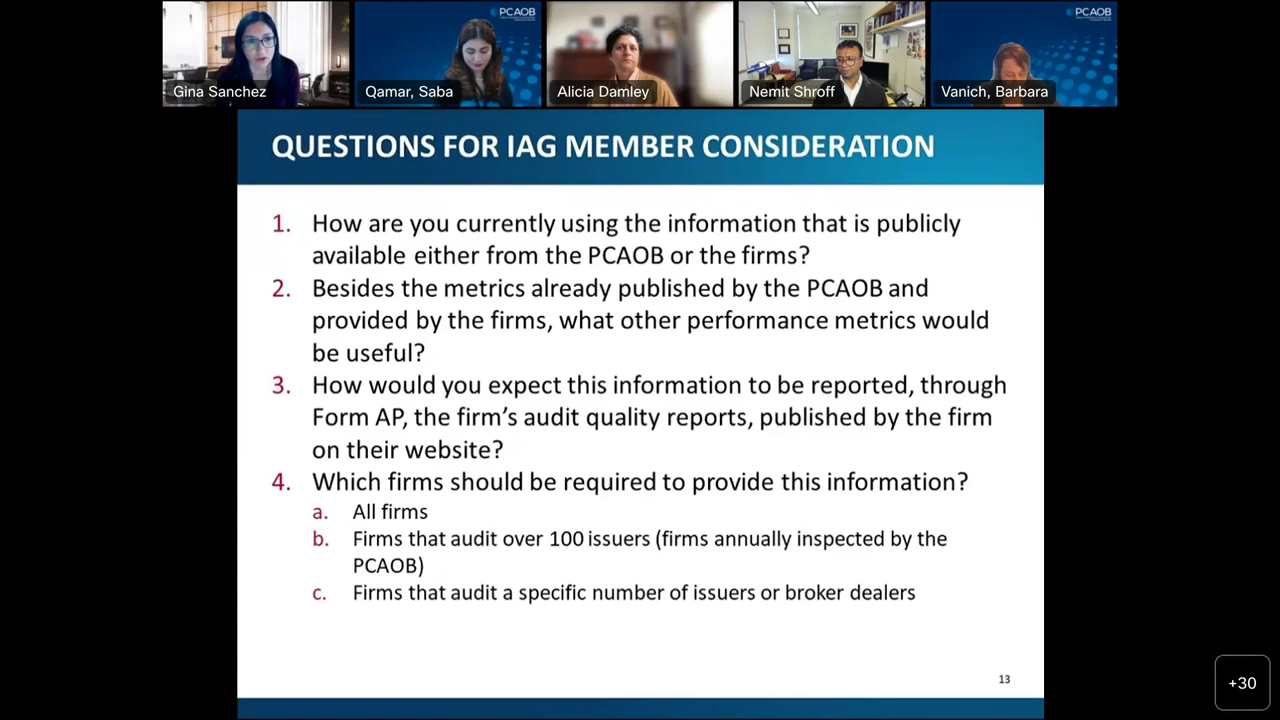 PCAOB
PCAOB
Gina Sanchez
Qamar, Saba
Alicia Damley
Nemit Shroff
Vanich, Barbara
QUESTIONS FOR IAG MEMBER CONSIDERATION
1. How are you currently using the information that is publicly
available either from the PCAOB or the firms?
2. Besides the metrics already published by the PCAOB and
provided by the firms, what other performance metrics would
be useful?
3. How would you expect this information to be reported, through
Form AP, the firm's audit quality reports, published by the firm
on their website?
4. Which firms should be required to provide this information?
a. All firms
b. Firms that audit over 100 issuers (firms annually inspected by the
PCAOB)
c. Firms that audit a specific number of issuers or broker dealers
13
+30